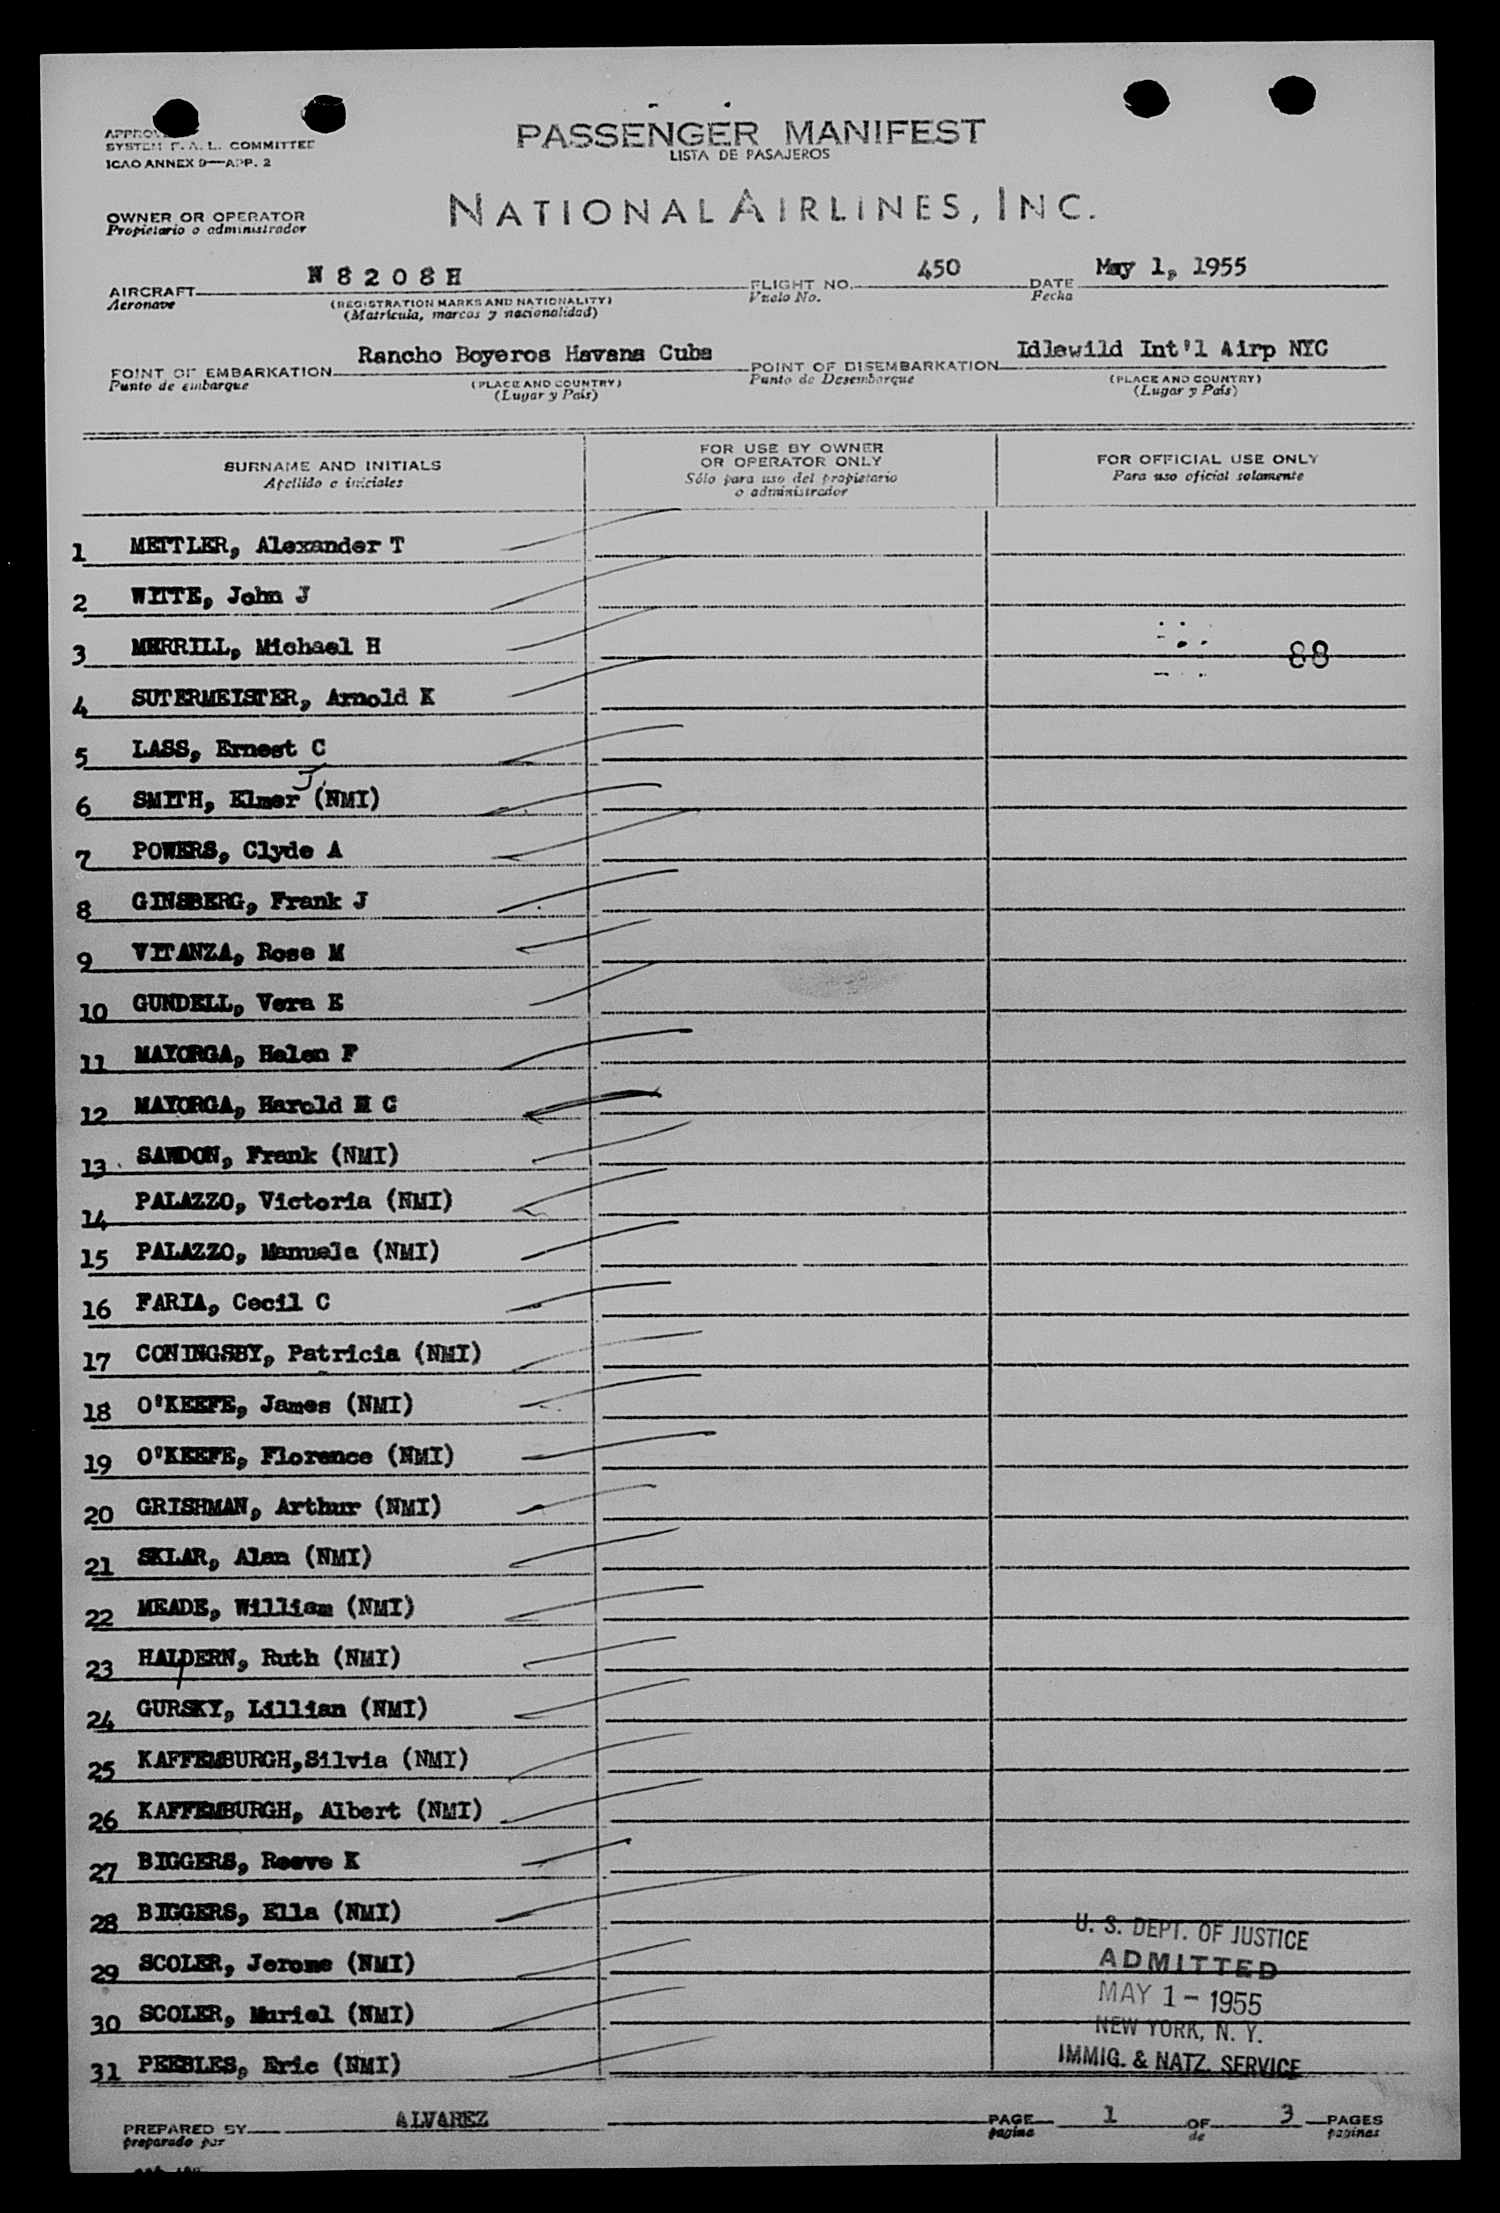 PASSENGER MANIFEST
LISTA DE PASAJEROS
SYSTEM F. A. L. COMMITTEE
ICAO ANNEX 9—APP. 2
NATIONAL AIRLINES, INC.
OWNER OR OPERATOR
Propietario o administrador
AIRCRAFT N8208H FLIGHT NO. 450 DATE May 1, 1955
Aeronave (REGISTRATION MARKS AND NATIONALITY) Vuelo No. Fecha
(Matrícula, marcas y nacionalidad)
POINT OF EMBARKATION Rancho Boyeros Havana Cuba POINT OF DISEMBARKATION Idlewild Int'l Airp NYC
Punto de embarque (PLACE AND COUNTRY) Punto de Desembarque (PLACE AND COUNTRY)
(Lugar y País) (Lugar y País)
SURNAME AND INITIALS
Apellido e iniciales
FOR USE BY OWNER
OR OPERATOR ONLY
Sólo para uso del propietario
o administrador
FOR OFFICIAL USE ONLY
Para uso oficial solamente
1 METTLER, Alexander T
2 WITTE, John J
3 MERRILL, Michael H 88
4 SUTERMEISTER, Arnold K
5 LASS, Ernest C
6 SMITH, Elmer J. (NMI)
7 POWERS, Clyde A
8 GINSBERG, Frank J
9 VITANZA, Rose M
10 GUNDELL, Vera E
11 MAYORGA, Helen F
12 MAYORGA, Harold M C
13 SAWDON, Frank (NMI)
14 PALAZZO, Victoria (NMI)
15 PALAZZO, Manuela (NMI)
16 FARIA, Cecil C
17 CONINGSBY, Patricia (NMI)
18 O'KEEFE, James (NMI)
19 O'KEEFE, Florence (NMI)
20 GRISHMAN, Arthur (NMI)
21 SKLAR, Alan (NMI)
22 MEADE, William (NMI)
23 HALPERN, Ruth (NMI)
24 GURSKY, Lillian (NMI)
25 KAFFEMBURGH,Silvia (NMI)
26 KAFFEMBURGH, Albert (NMI)
27 BIGGERS, Reeve K
28 BIGGERS, Ella (NMI)
29 SCOLER, Jerome (NMI)
30 SCOLER, Muriel (NMI)
31 PEEBLES, Eric (NMI)
U. S. DEPT. OF JUSTICE
ADMITTED
MAY 1 - 1955
NEW YORK, N. Y.
IMMIG. & NATZ. SERVICE
PREPARED BY ALVAREZ PAGE 1 OF 3 PAGES
preparado por pagina de paginas